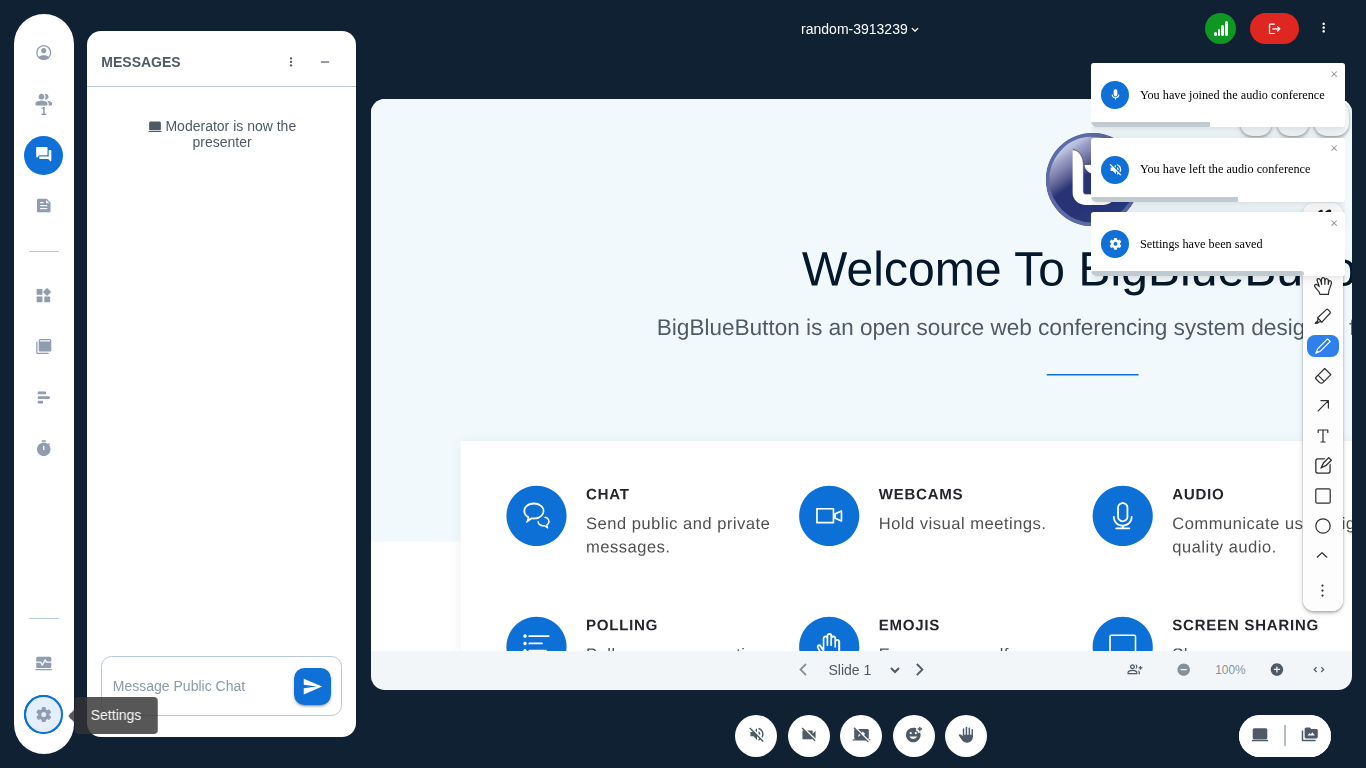 random-3913239
MESSAGES
1
Moderator is now the
presenter
You have joined the audio conference
You have left the audio conference
Settings have been saved
Welcome To BigBlueButto
BigBlueButton is an open source web conferencing system desig
CHAT
Send public and private
messages.
WEBCAMS
Hold visual meetings.
AUDIO
Communicate us
quality audio.
POLLING
EMOJIS
SCREEN SHARING
Message Public Chat
Settings
Slide 1
100%